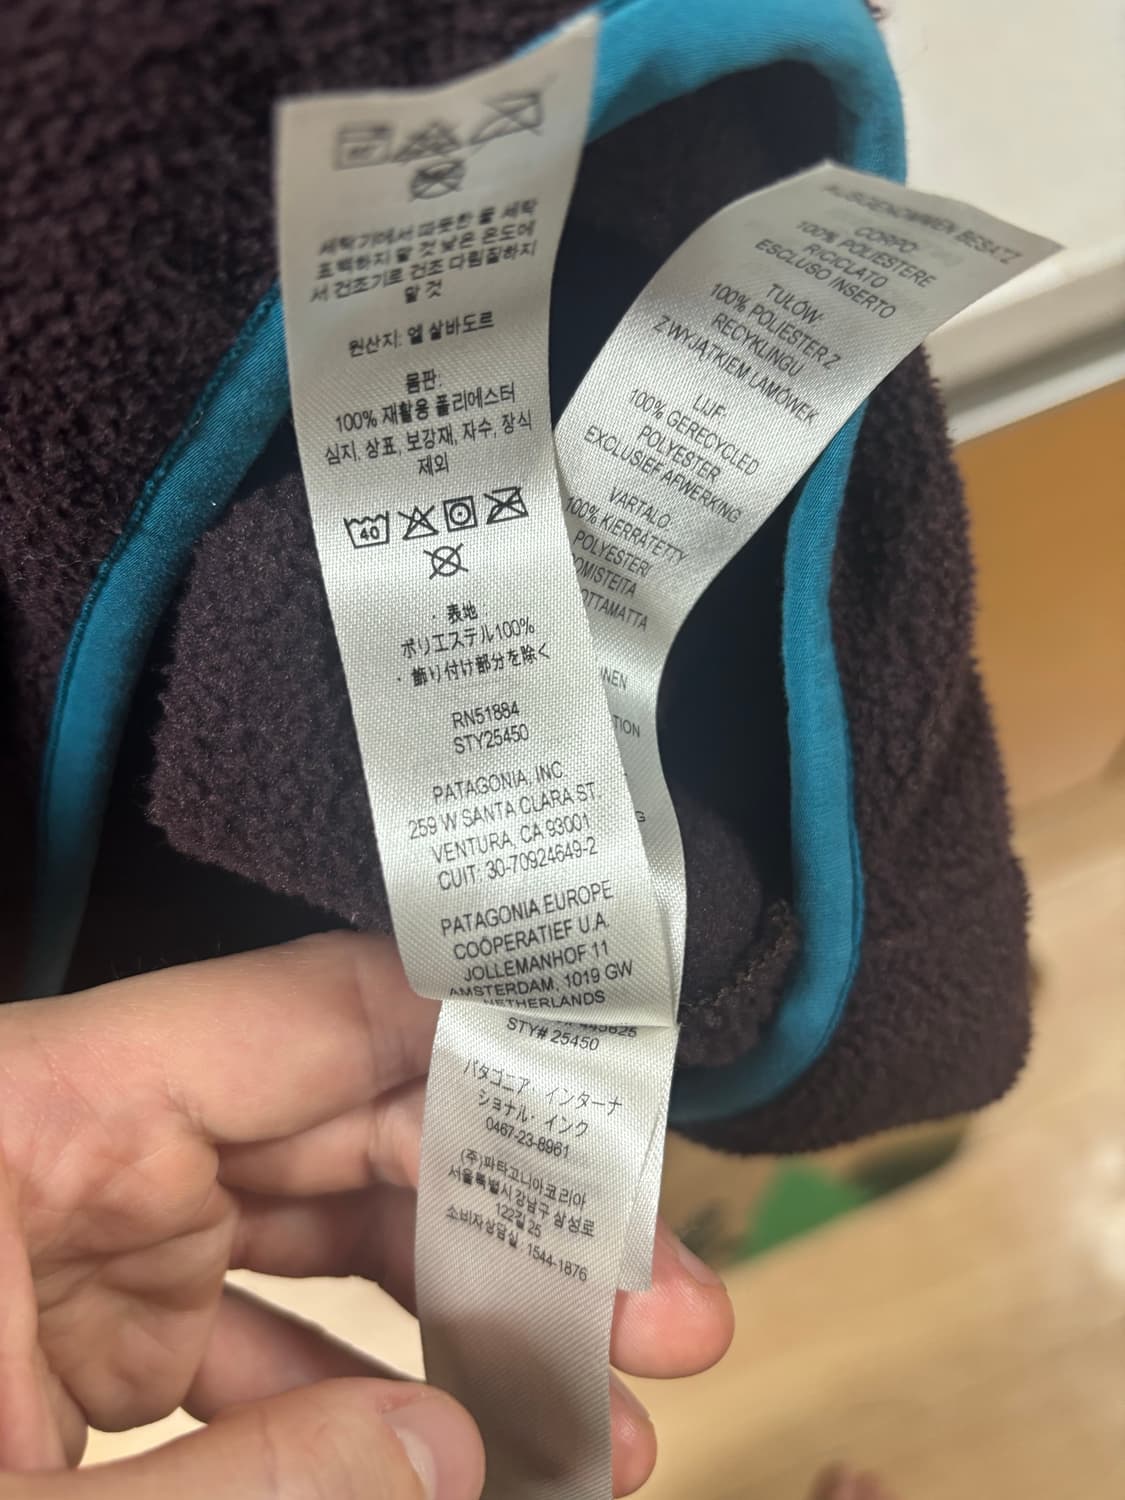 세탁기에서 따뜻한 물 세탁
표백하지 말 것 낮은 온도에
서 건조기로 건조 다림질하지
말 것
원산지: 엘 살바도르
몸판:
100% 재활용 폴리에스터
심지, 상표, 보강재, 자수, 장식
제외
40
・表地
ポリエステル100%
・飾り付け部分を除く
RN51884
STY25450
PATAGONIA, INC
259 W SANTA CLARA ST.
VENTURA, CA 93001
CUIT: 30-70924649-2
PATAGONIA EUROPE
COÖPERATIEF U.A.
JOLLEMANHOF 11
AMSTERDAM, 1019 GW
NETHERLANDS
STY# 25450
パタゴニア・インターナ
ショナル・インク
0467-23-8961
(주)파타고니아코리아
서울특별시 강남구 삼성로
122길 25
소비자상담실 1544-1876
AUSGENOMMEN BESATZ
CORPO:
100% POLIESTERE
RICICLATO
ESCLUSO INSERTO
TUŁÓW:
100% POLIESTER Z
RECYKLINGU
Z WYJĄTKIEM LAMÓWEK
LIJF:
100% GERECYCLED
POLYESTER
EXCLUSIEF AFWERKING
VARTALO:
100% KIERRÄTETTY
POLYESTERI